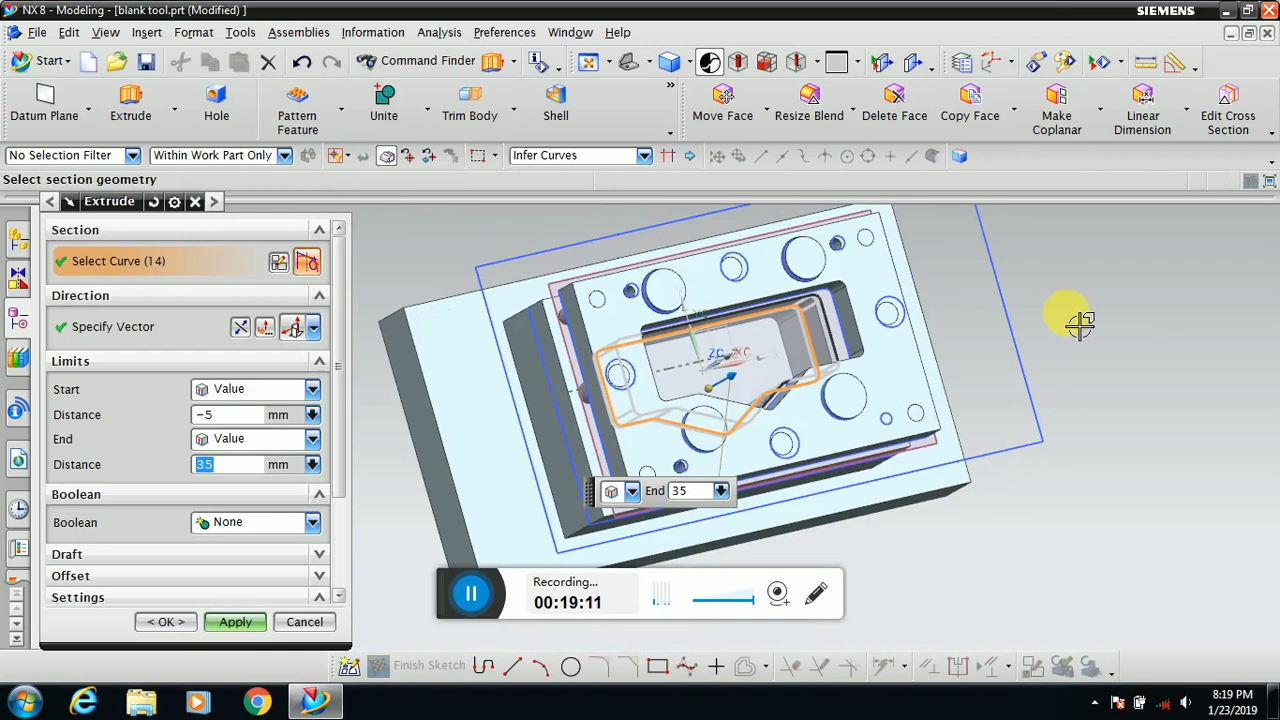 NX 8 - Modeling - [blank tool.prt (Modified) ]
SIEMENS
File Edit View Insert Format Tools Assemblies Information Analysis Preferences Window Help
Start Command Finder
Datum Plane Extrude Hole Pattern Feature Unite Trim Body Shell Move Face Resize Blend Delete Face Copy Face Make Coplanar Linear Dimension Edit Cross Section
No Selection Filter Within Work Part Only Infer Curves
Select section geometry
Extrude
Section
Select Curve (14)
Direction
Specify Vector
Limits
Start Value
Distance -5 mm
End Value
Distance 35 mm
Boolean
Boolean None
Draft
Offset
Settings
< OK > Apply Cancel
ZC XC
End 35
Recording...
00:19:11
Finish Sketch
8:19 PM
1/23/2019